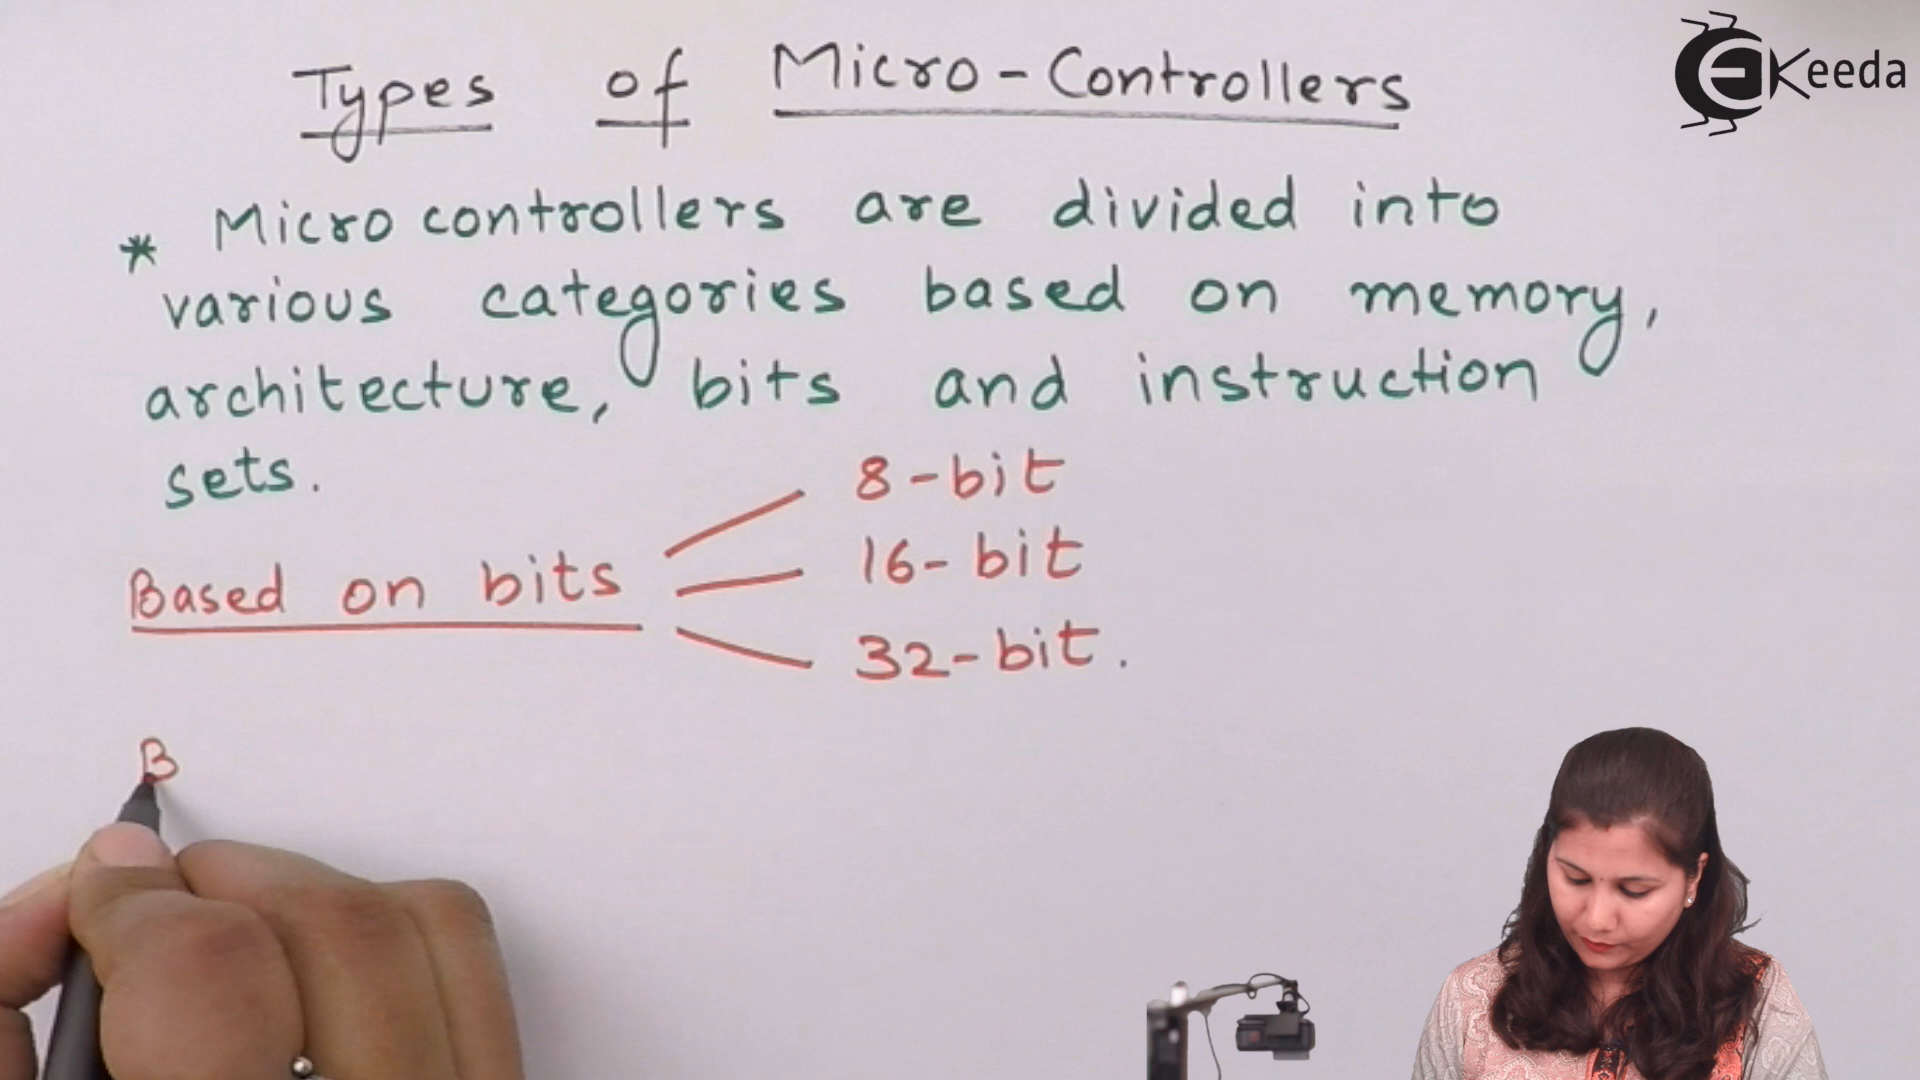 Types of Micro-Controllers
EKeeda
* Micro controllers are divided into
various categories based on memory,
architecture, bits and instruction
sets.
8-bit
Based on bits
16-bit
32-bit.
B